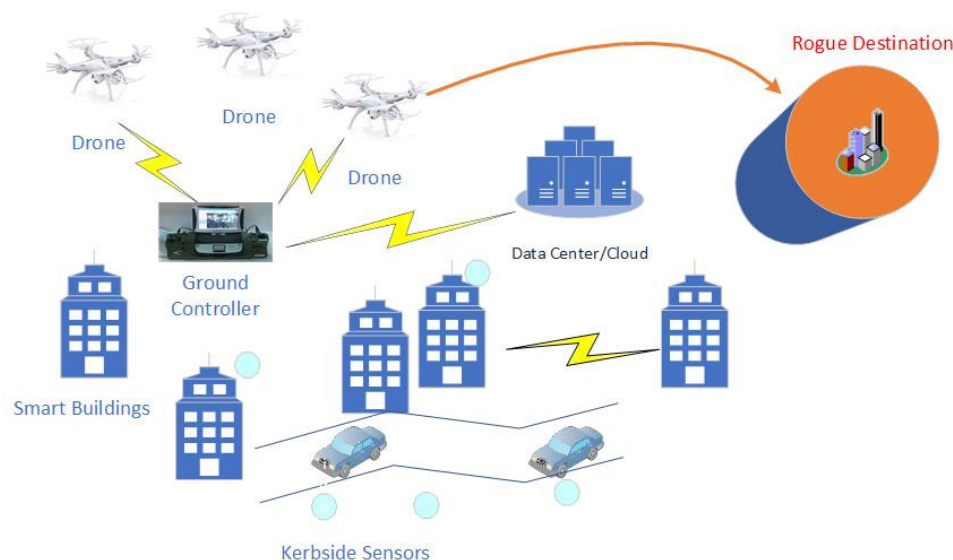 Rogue Destination
Drone
Drone
Drone
Data Center/Cloud
Ground
Controller
Smart Buildings
Kerbside Sensors